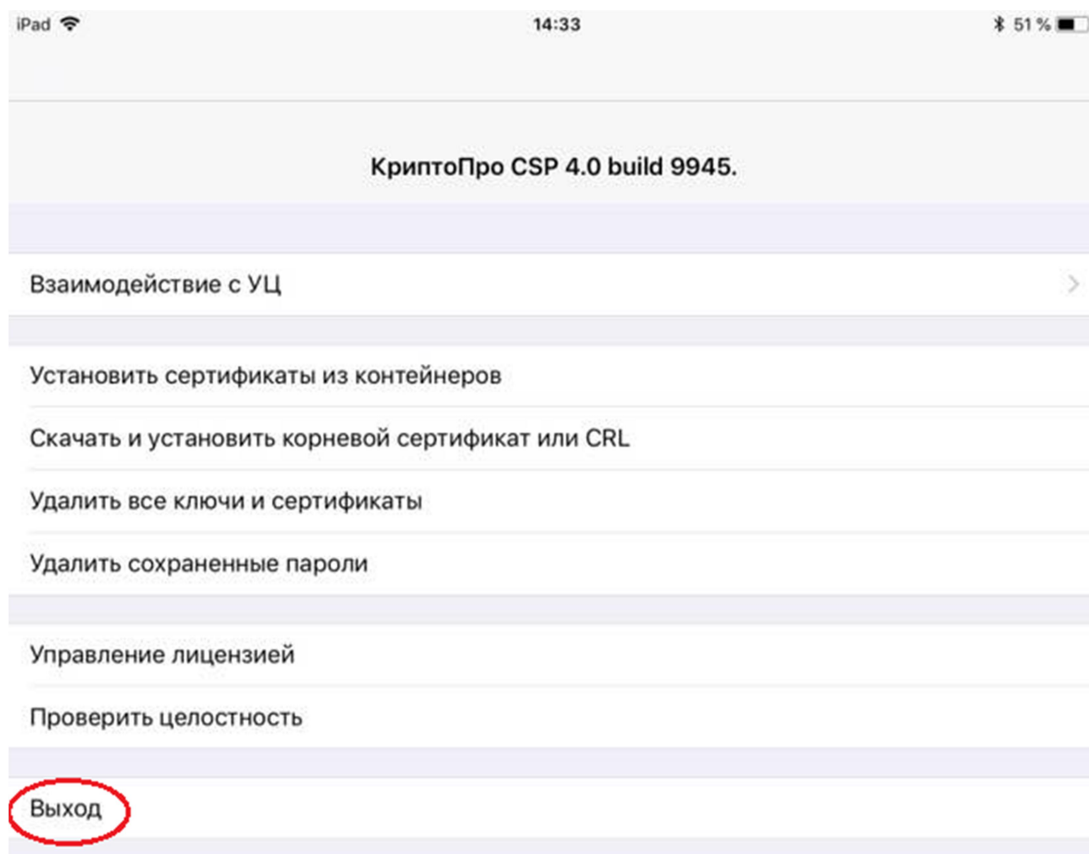 iPad 14:33 51 %
КриптоПро CSP 4.0 build 9945.
Взаимодействие с УЦ
Установить сертификаты из контейнеров
Скачать и установить корневой сертификат или CRL
Удалить все ключи и сертификаты
Удалить сохраненные пароли
Управление лицензией
Проверить целостность
Выход